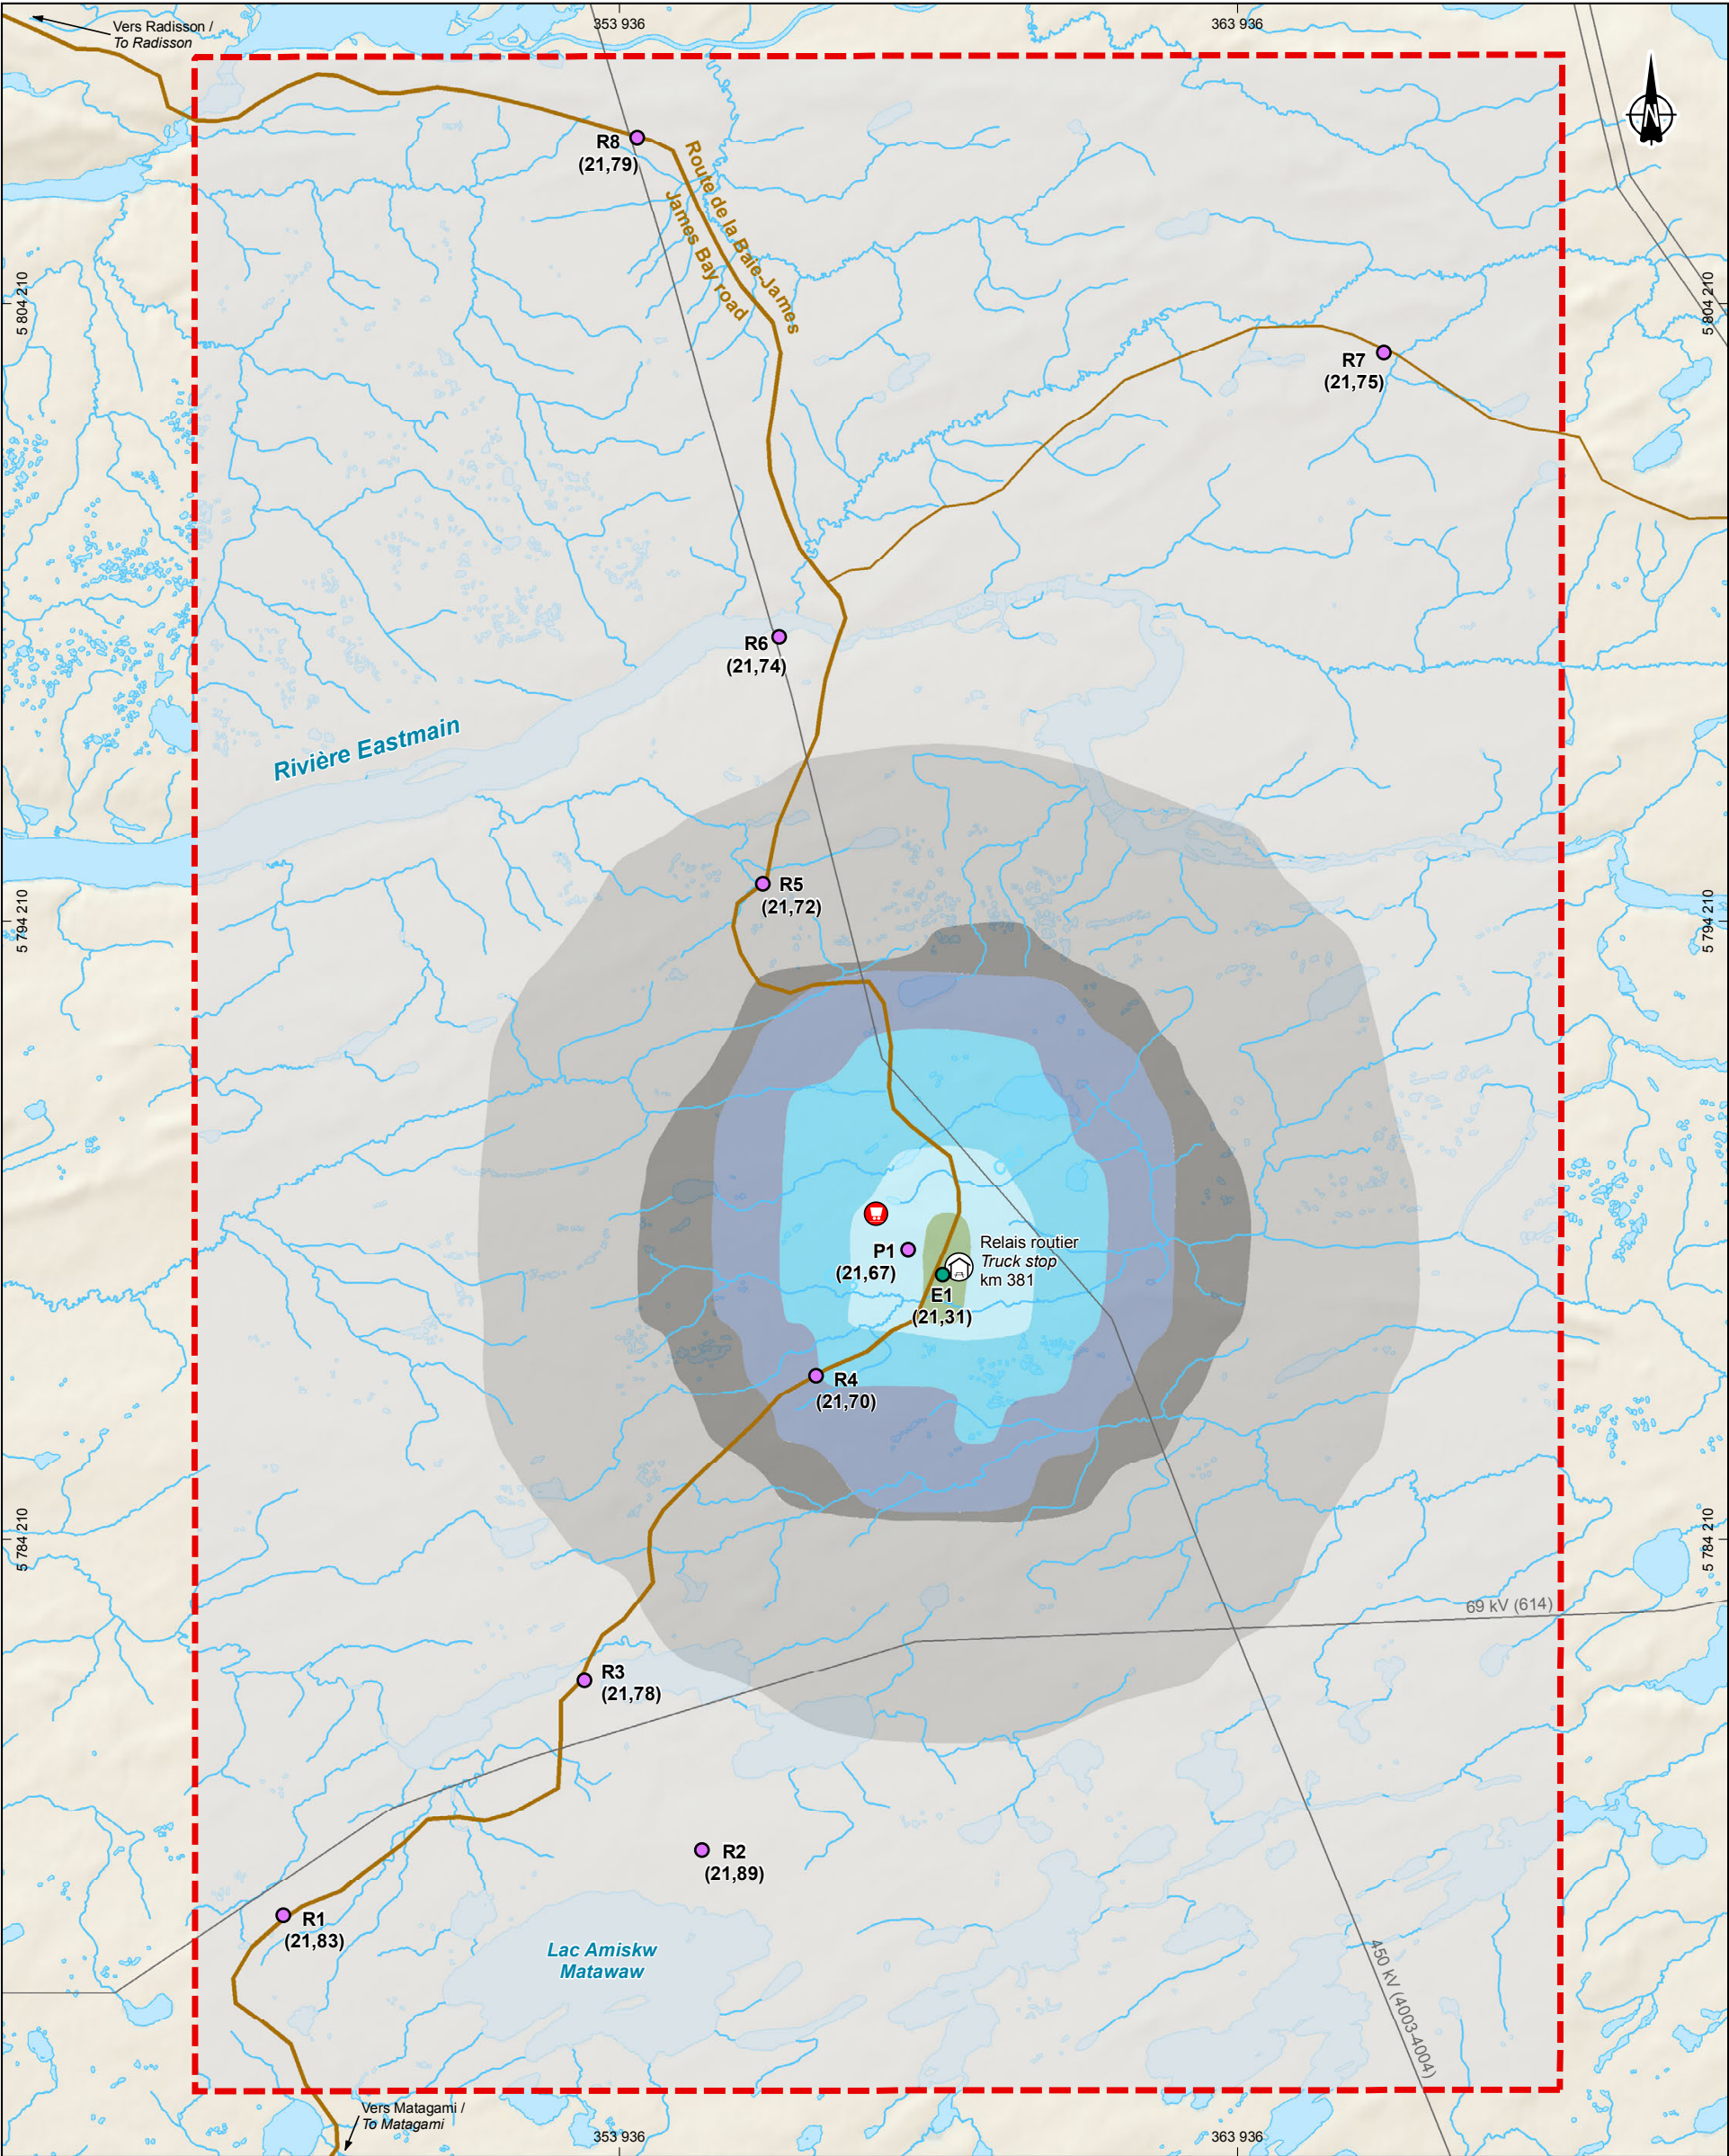 Vers Radisson /
To Radisson
353 936
363 936
N
R8
(21,79)
Route de la Baie-James
James Bay road
5 804 210
5 804 210
R7
(21,75)
R6
(21,74)
Rivière Eastmain
R5
(21,72)
5 794 210
5 794 210
P1
(21,67)
Relais routier
Truck stop
km 381
E1
(21,31)
R4
(21,70)
5 784 210
5 784 210
69 kV (614)
R3
(21,78)
R2
(21,89)
R1
(21,83)
Lac Amiskw
Matawaw
450 kV (4003-4004)
Vers Matagami /
To Matagami
353 936
363 936